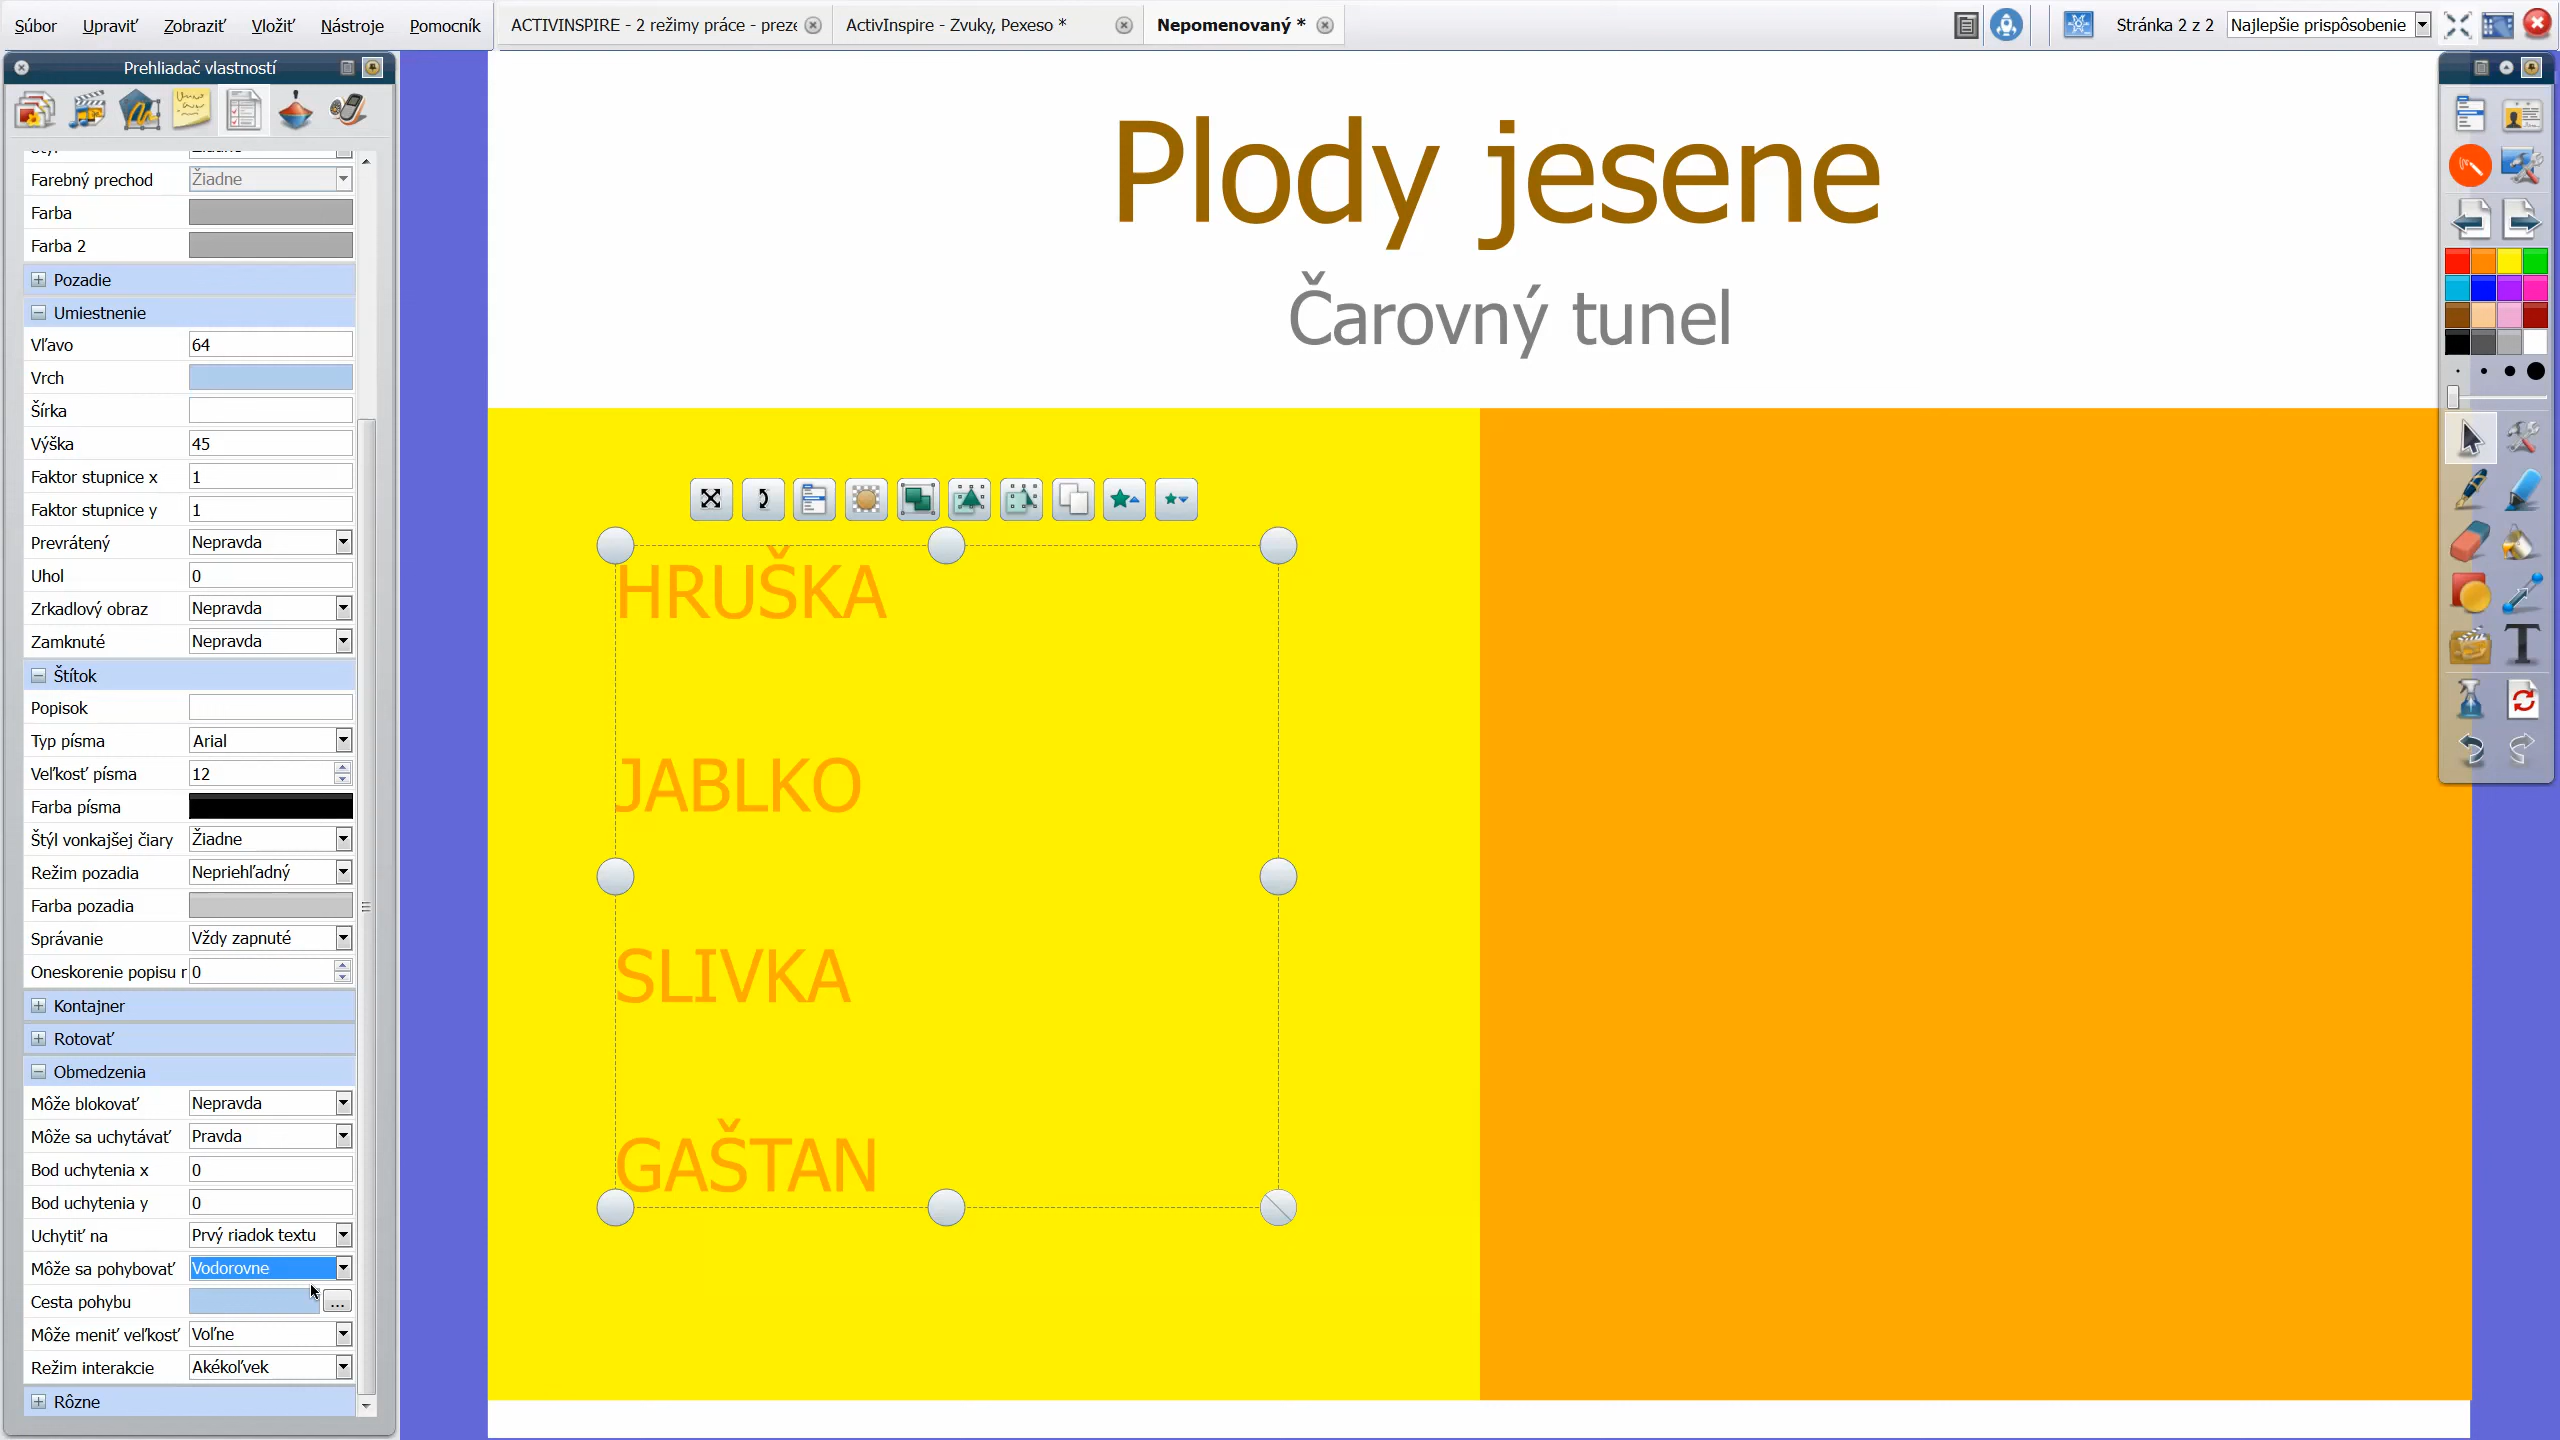 Súbor Upraviť Zobraziť Vložiť Nástroje Pomocník
ACTIVINSPIRE - 2 režimy práce - preze
ActivInspire - Zvuky, Pexeso *
Nepomenovaný *
Stránka 2 z 2
Najlepšie prispôsobenie
Prehliadač vlastností
Farebný prechod Žiadne
Farba
Farba 2
Pozadie
Umiestnenie
Vľavo 64
Vrch
Šírka
Výška 45
Faktor stupnice x 1
Faktor stupnice y 1
Prevrátený Nepravda
Uhol 0
Zrkadlový obraz Nepravda
Zamknuté Nepravda
Štítok
Popisok
Typ písma Arial
Veľkosť písma 12
Farba písma
Štýl vonkajšej čiary Žiadne
Režim pozadia Nepriehľadný
Farba pozadia
Správanie Vždy zapnuté
Oneskorenie popisu r 0
Kontajner
Rotovať
Obmedzenia
Môže blokovať Nepravda
Môže sa uchytávať Pravda
Bod uchytenia x 0
Bod uchytenia y 0
Uchytiť na Prvý riadok textu
Môže sa pohybovať Vodorovne
Cesta pohybu ...
Môže meniť veľkosť Voľne
Režim interakcie Akékoľvek
Rôzne
Plody jesene
Čarovný tunel
HRUŠKA
JABLKO
SLIVKA
GAŠTAN
T